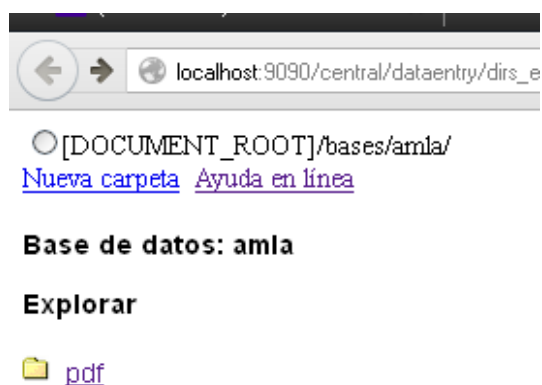 localhost:9090/central/dataentry/dirs_e
[DOCUMENT_ROOT]/bases/amla/
Nueva carpeta Ayuda en línea
Base de datos: amla
Explorar
pdf